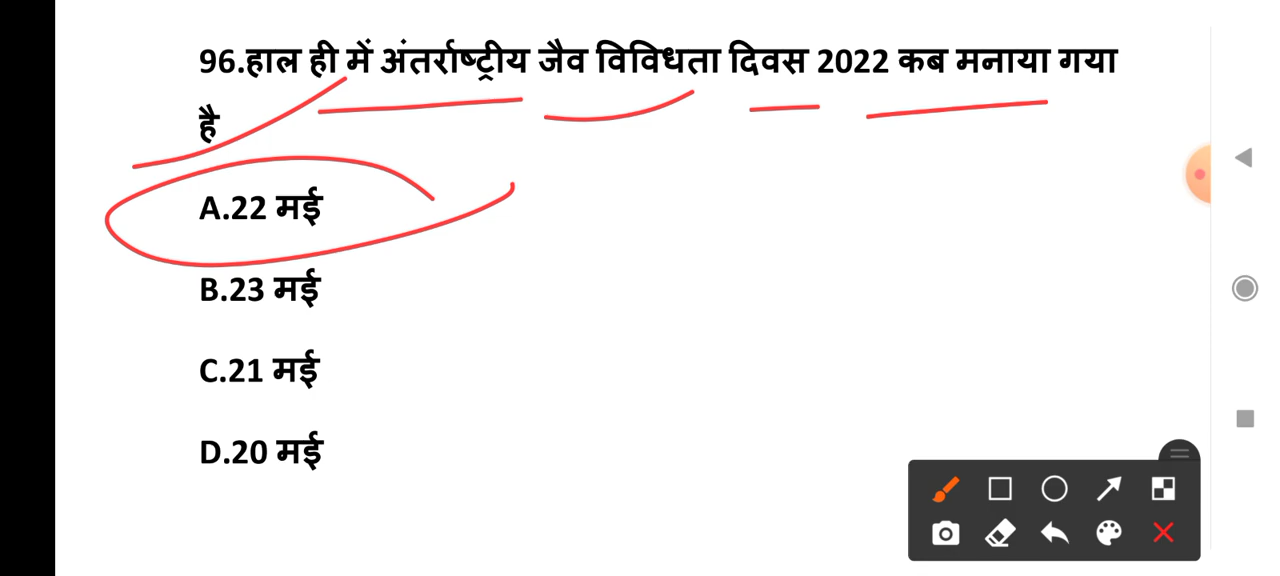 96.हाल ही में अंतर्राष्ट्रीय जैव विविधता दिवस 2022 कब मनाया गया
है
A.22 मई
B.23 मई
C.21 मई
D.20 मई